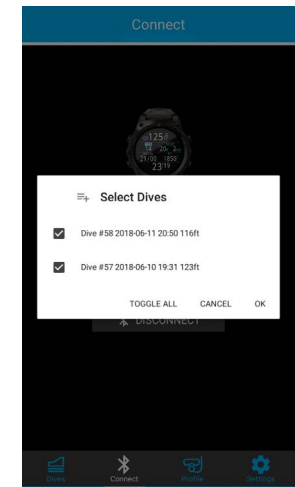 Connect
Select Dives
Dive #58 2018-06-11 20:50 116ft
Dive #57 2018-06-10 19:31 123ft
TOGGLE ALL CANCEL OK
DISCONNECT
Dives Connect Profile Settings